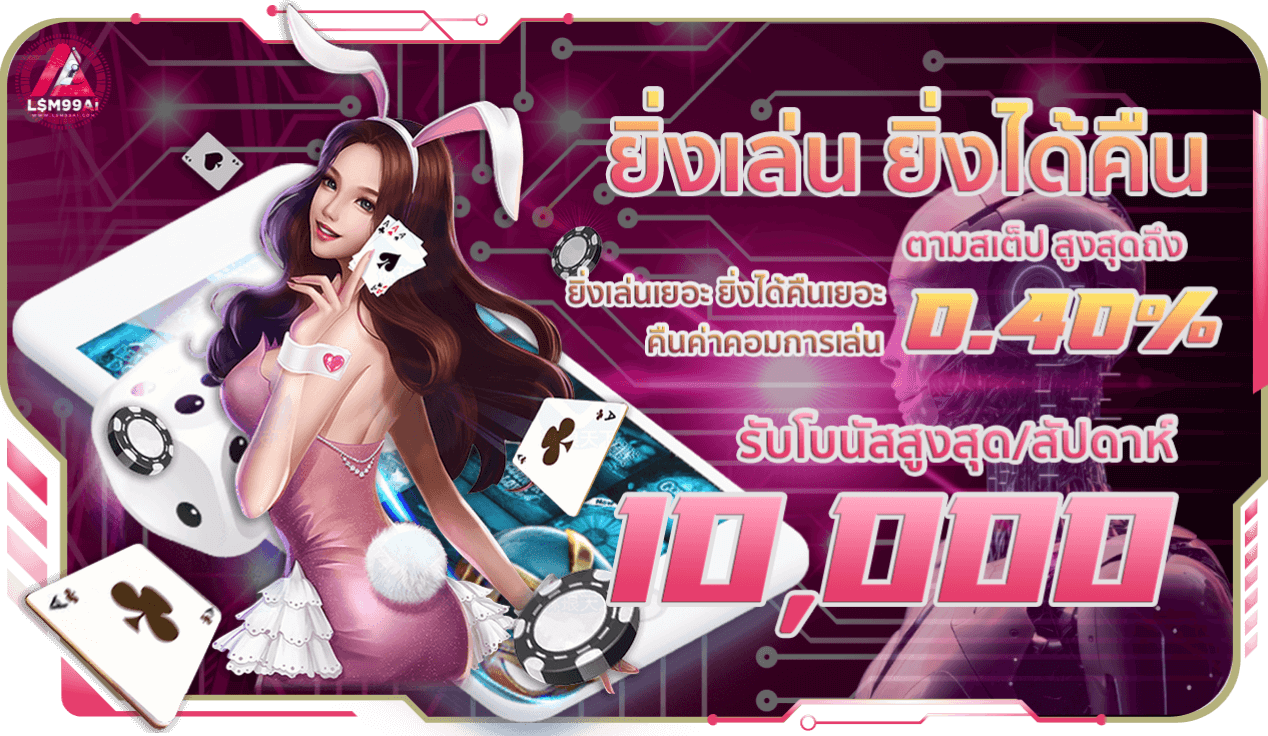 L$M99Ai
WWW.LSM99AI.COM
ยิ่งเล่น ยิ่งได้คืน
ตามสเต็ป สูงสุดถึง
ยิ่งเล่นเยอะ ยิ่งได้คืนเยอะ
คืนค่าคอมการเล่น
0.40%
รับโบนัสสูงสุด/สัปดาห์
10,000